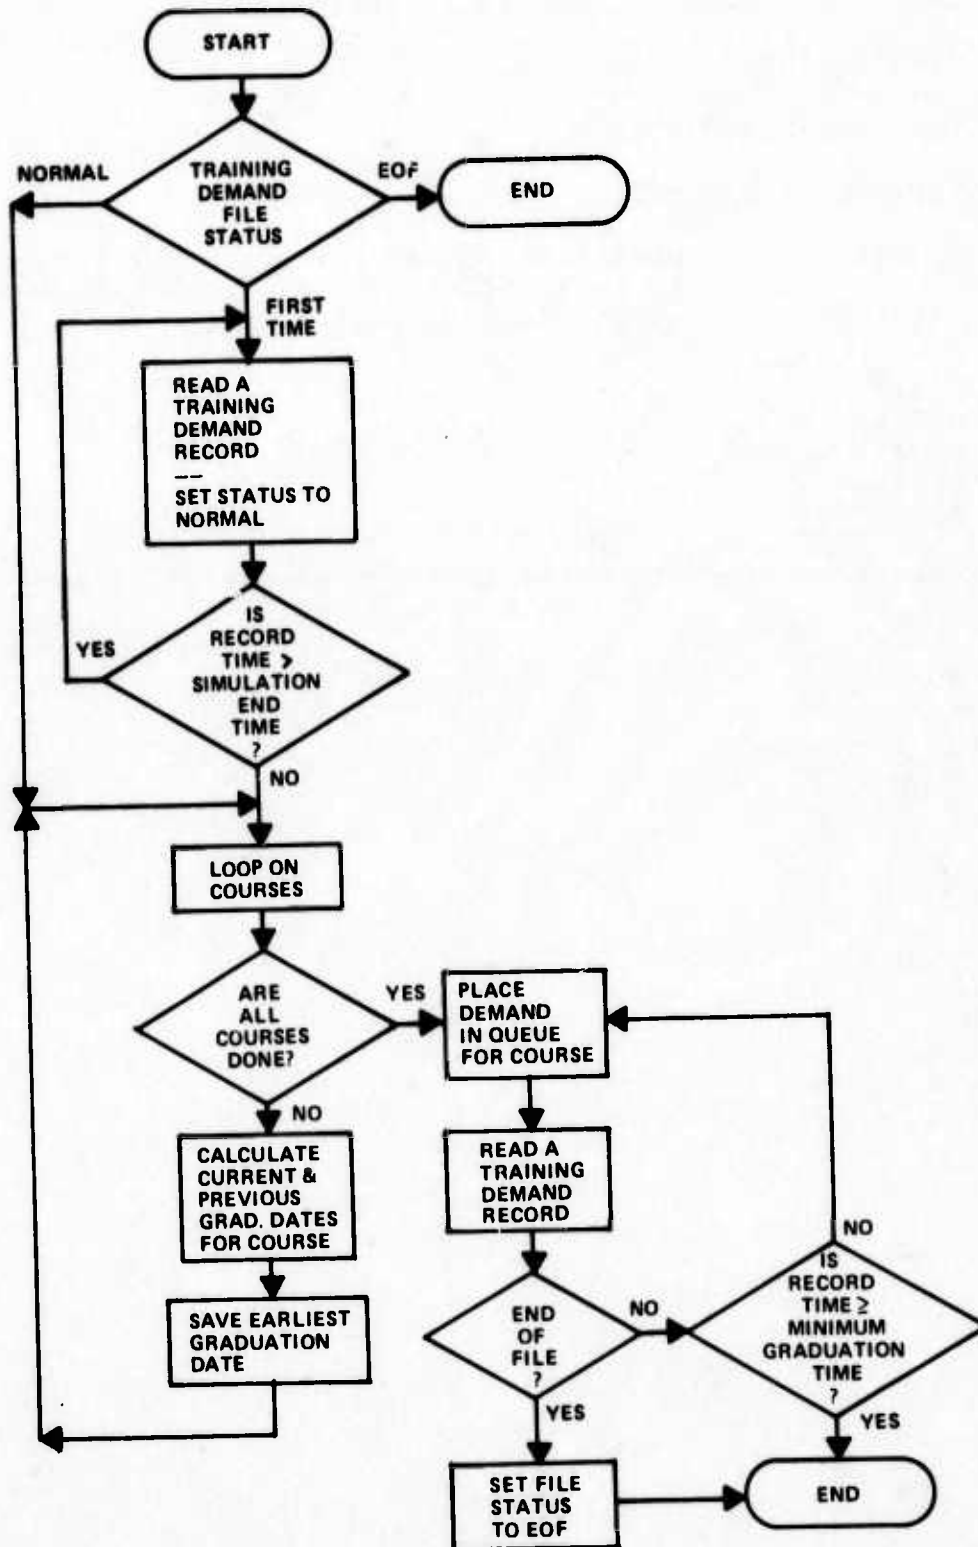 START
NORMAL
TRAINING
DEMAND
FILE
STATUS
EOF
END
FIRST
TIME
READ A
TRAINING
DEMAND
RECORD
——
SET STATUS TO
NORMAL
YES
IS
RECORD
TIME >
SIMULATION
END
TIME
?
NO
LOOP ON
COURSES
ARE
ALL
COURSES
DONE?
YES
PLACE
DEMAND
IN QUEUE
FOR COURSE
NO
CALCULATE
CURRENT &
PREVIOUS
GRAD. DATES
FOR COURSE
READ A
TRAINING
DEMAND
RECORD
SAVE EARLIEST
GRADUATION
DATE
END
OF
FILE
?
NO
NO
IS
RECORD
TIME ≥
MINIMUM
GRADUATION
TIME
?
YES
YES
SET FILE
STATUS
TO EOF
END